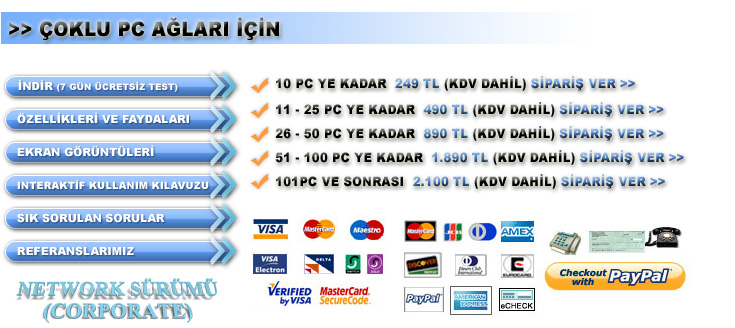 >> ÇOKLU PC AĞLARI İÇİN
İNDİR (7 GÜN ÜCRETSİZ TEST)
ÖZELLİKLERİ VE FAYDALARI
EKRAN GÖRÜNTÜLERİ
INTERAKTİF KULLANIM KILAVUZU
SIK SORULAN SORULAR
REFERANSLARIMIZ
NETWORK SÜRÜMÜ
(CORPORATE)
10 PC YE KADAR 249 TL (KDV DAHİL) SİPARİŞ VER >>
11 - 25 PC YE KADAR 490 TL (KDV DAHİL) SİPARİŞ VER >>
26 - 50 PC YE KADAR 890 TL (KDV DAHİL) SİPARİŞ VER >>
51 - 100 PC YE KADAR 1.890 TL (KDV DAHİL) SİPARİŞ VER >>
101PC VE SONRASI 2.100 TL (KDV DAHİL) SİPARİŞ VER >>
VISA MasterCard Maestro MasterCard JCB AMEX
VISA Electron DELTA DISCOVER Diners Club International EUROCARD
Checkout with PayPal
VERIFIED by VISA MasterCard. SecureCode. PayPal AMERICAN EXPRESS eCHECK